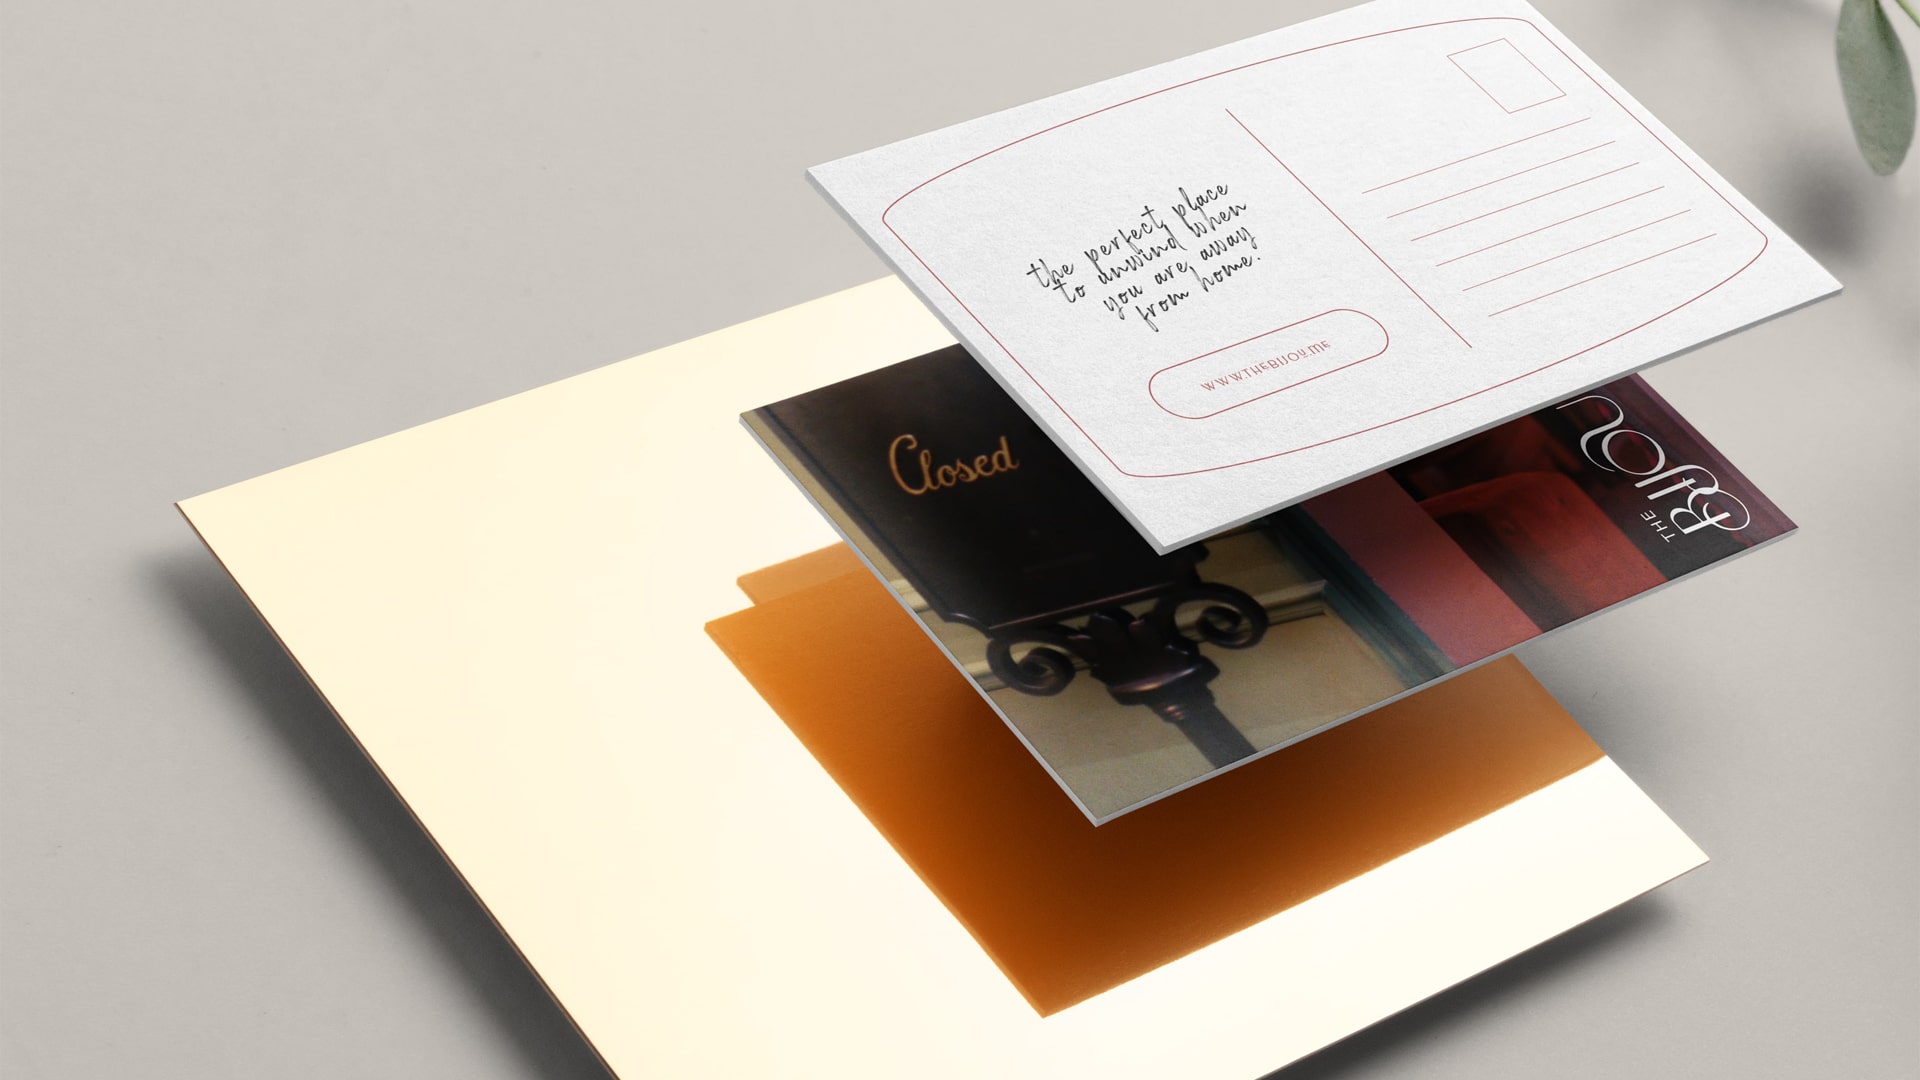 the perfect place
to unwind when
you are away
from home.
WWW.THEBIJOU.ME
Closed
THE
BIJOU